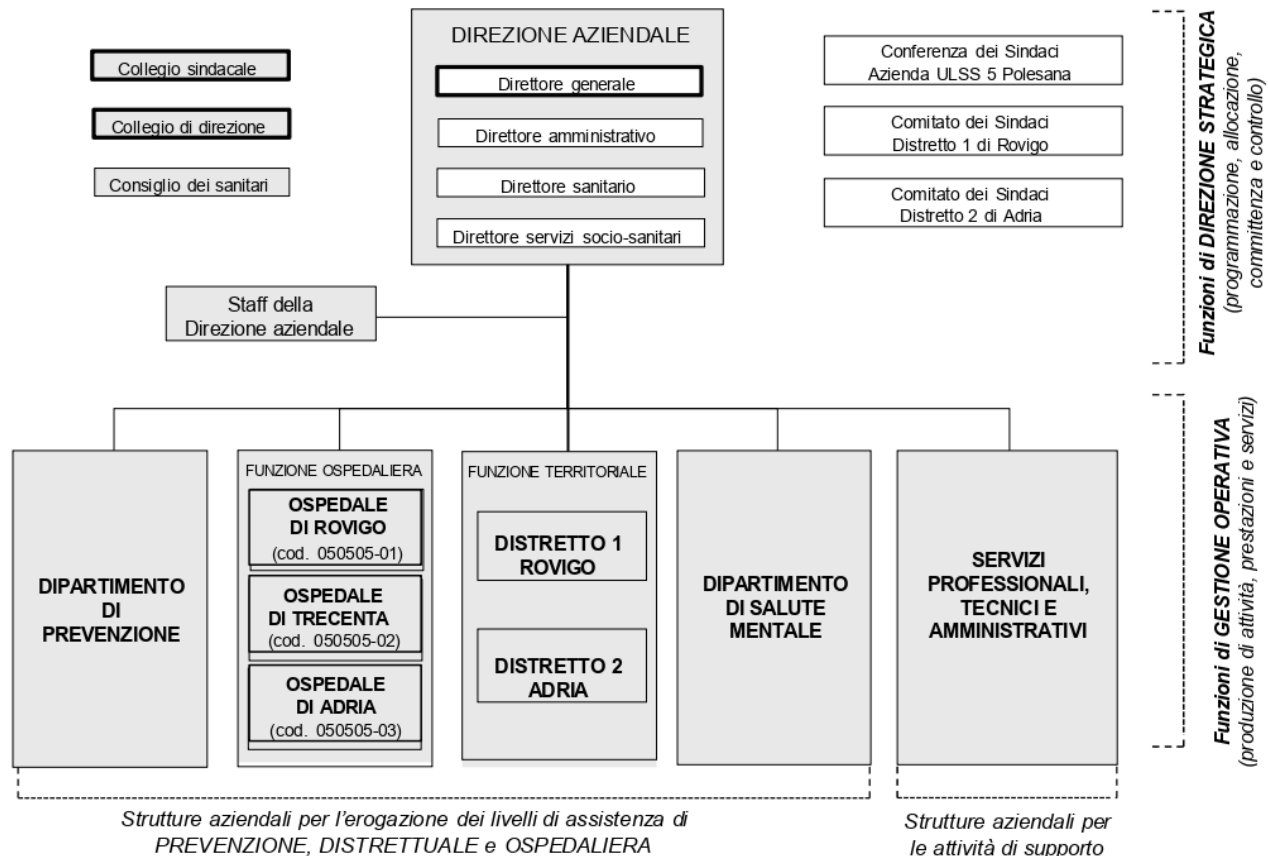 DIREZIONE AZIENDALE
Direttore generale
Direttore amministrativo
Direttore sanitario
Direttore servizi socio-sanitari
Collegio sindacale
Collegio di direzione
Consiglio dei sanitari
Conferenza dei Sindaci
Azienda ULSS 5 Polesana
Comitato dei Sindaci
Distretto 1 di Rovigo
Comitato dei Sindaci
Distretto 2 di Adria
Funzioni di DIREZIONE STRATEGICA
(programmazione, allocazione,
committenza e controllo)
Staff della
Direzione aziendale
DIPARTIMENTO
DI
PREVENZIONE
FUNZIONE OSPEDALIERA
OSPEDALE
DI ROVIGO
(cod. 050505-01)
OSPEDALE
DI TRECENTA
(cod. 050505-02)
OSPEDALE
DI ADRIA
(cod. 050505-03)
FUNZIONE TERRITORIALE
DISTRETTO 1
ROVIGO
DISTRETTO 2
ADRIA
DIPARTIMENTO
DI SALUTE
MENTALE
SERVIZI
PROFESSIONALI,
TECNICI E
AMMINISTRATIVI
Funzioni di GESTIONE OPERATIVA
(produzione di attività, prestazioni e servizi)
Strutture aziendali per l'erogazione dei livelli di assistenza di
PREVENZIONE, DISTRETTUALE e OSPEDALIERA
Strutture aziendali per
le attività di supporto